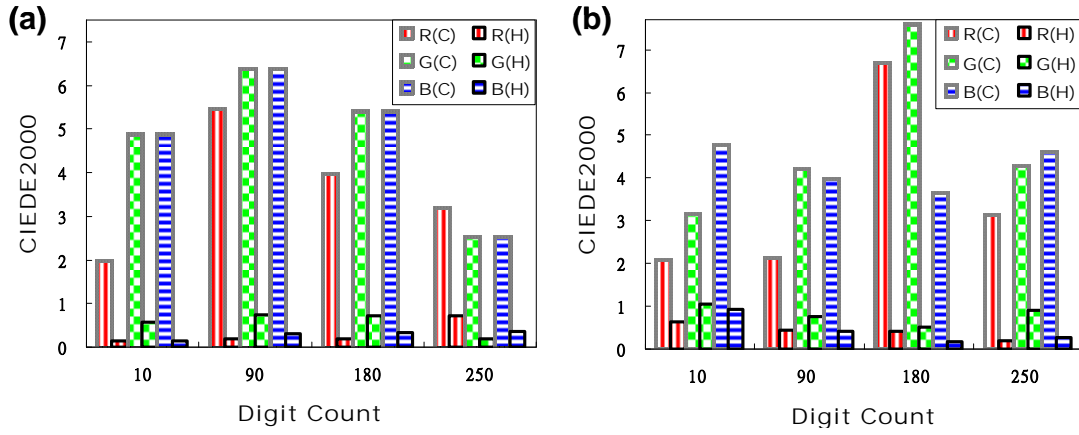 (a)
7
6
5
4
3
2
1
0
CIEDE2000
R(C) R(H)
G(C) G(H)
B(C) B(H)
10 90 180 250
Digit Count
(b)
7
6
5
4
3
2
1
0
CIEDE2000
R(C) R(H)
G(C) G(H)
B(C) B(H)
10 90 180 250
Digit Count